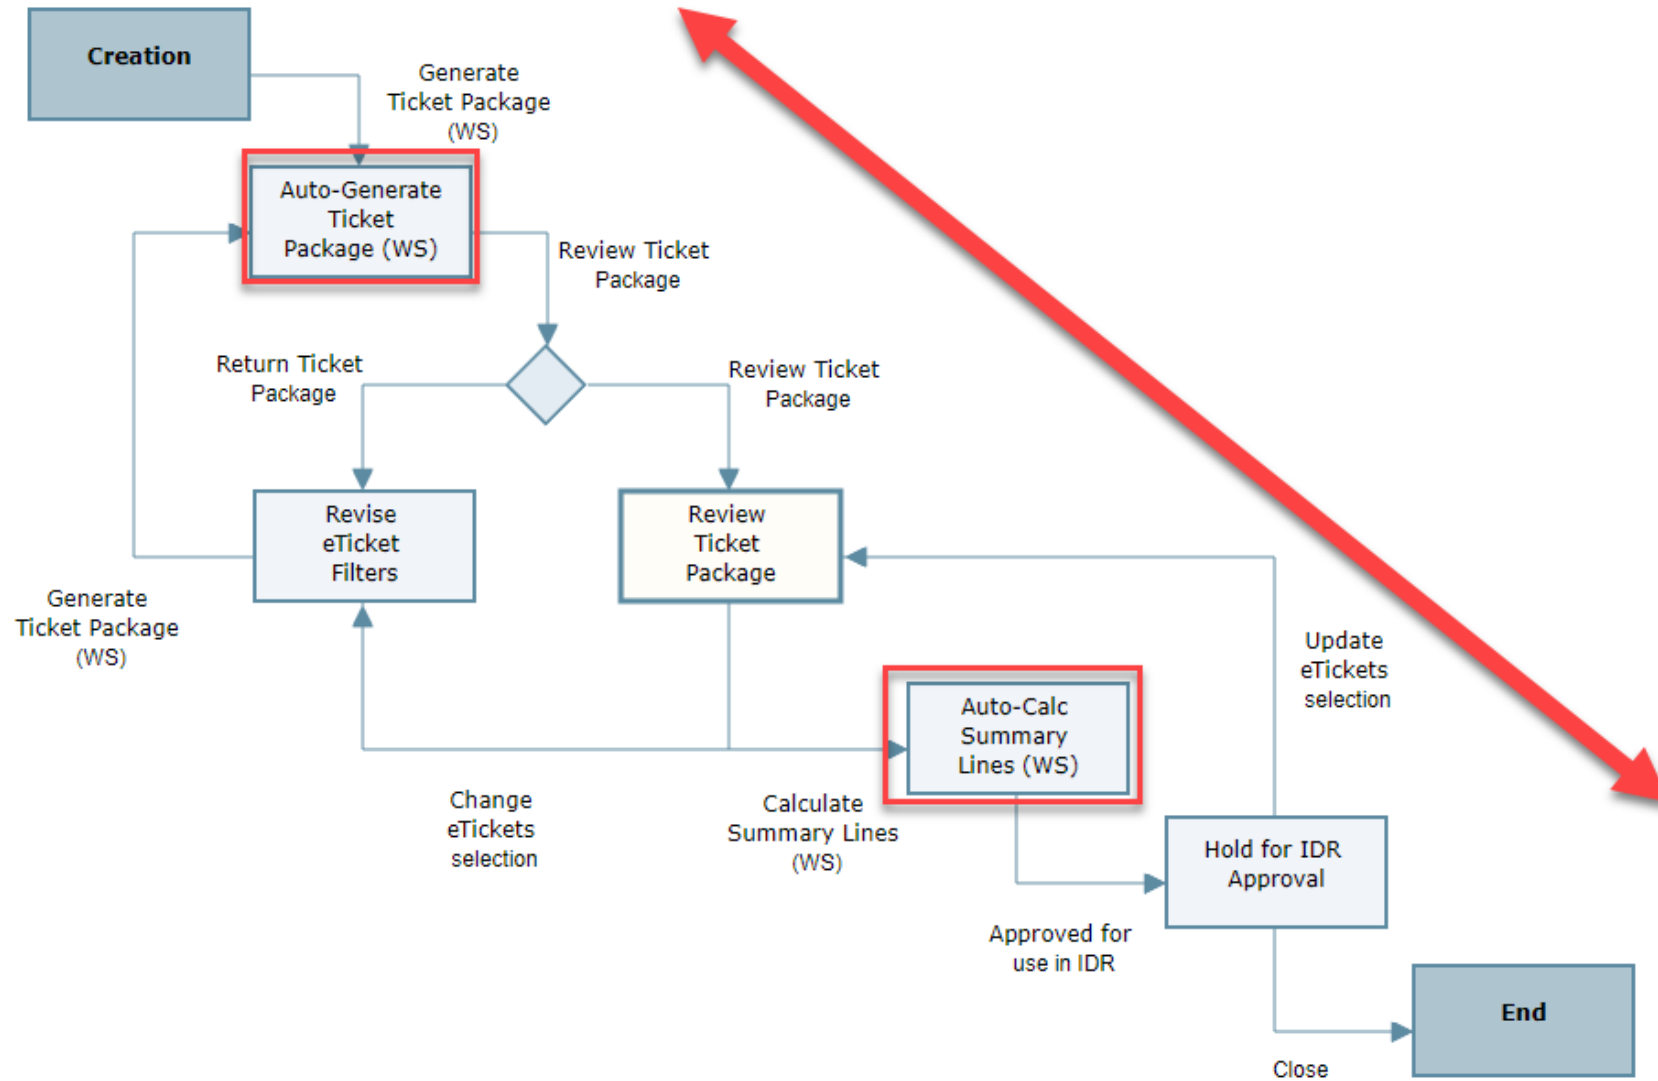 Creation
Generate
Ticket Package
(WS)
Auto-Generate
Ticket
Package (WS)
Review Ticket
Package
Return Ticket
Package
Review Ticket
Package
Revise
eTicket
Filters
Review
Ticket
Package
Generate
Ticket Package
(WS)
Update
eTickets
selection
Auto-Calc
Summary
Lines (WS)
Change
eTickets
selection
Calculate
Summary Lines
(WS)
Hold for IDR
Approval
Approved for
use in IDR
End
Close